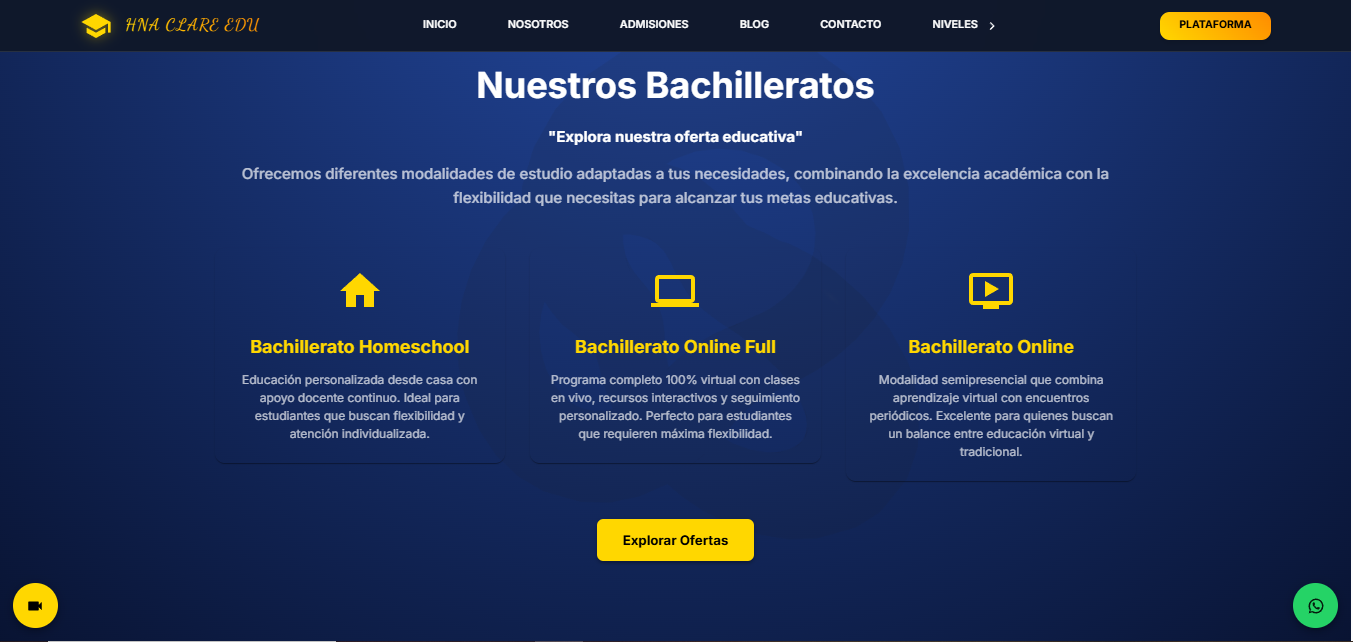 HNA CLARE EDU
INICIO
NOSOTROS
ADMISIONES
BLOG
CONTACTO
NIVELES
PLATAFORMA
Nuestros Bachilleratos
"Explora nuestra oferta educativa"
Ofrecemos diferentes modalidades de estudio adaptadas a tus necesidades, combinando la excelencia académica con la
flexibilidad que necesitas para alcanzar tus metas educativas.
Bachillerato Homeschool
Educación personalizada desde casa con
apoyo docente continuo. Ideal para
estudiantes que buscan flexibilidad y
atención individualizada.
Bachillerato Online Full
Programa completo 100% virtual con clases
en vivo, recursos interactivos y seguimiento
personalizado. Perfecto para estudiantes
que requieren máxima flexibilidad.
Bachillerato Online
Modalidad semipresencial que combina
aprendizaje virtual con encuentros
periódicos. Excelente para quienes buscan
un balance entre educación virtual y
tradicional.
Explorar Ofertas